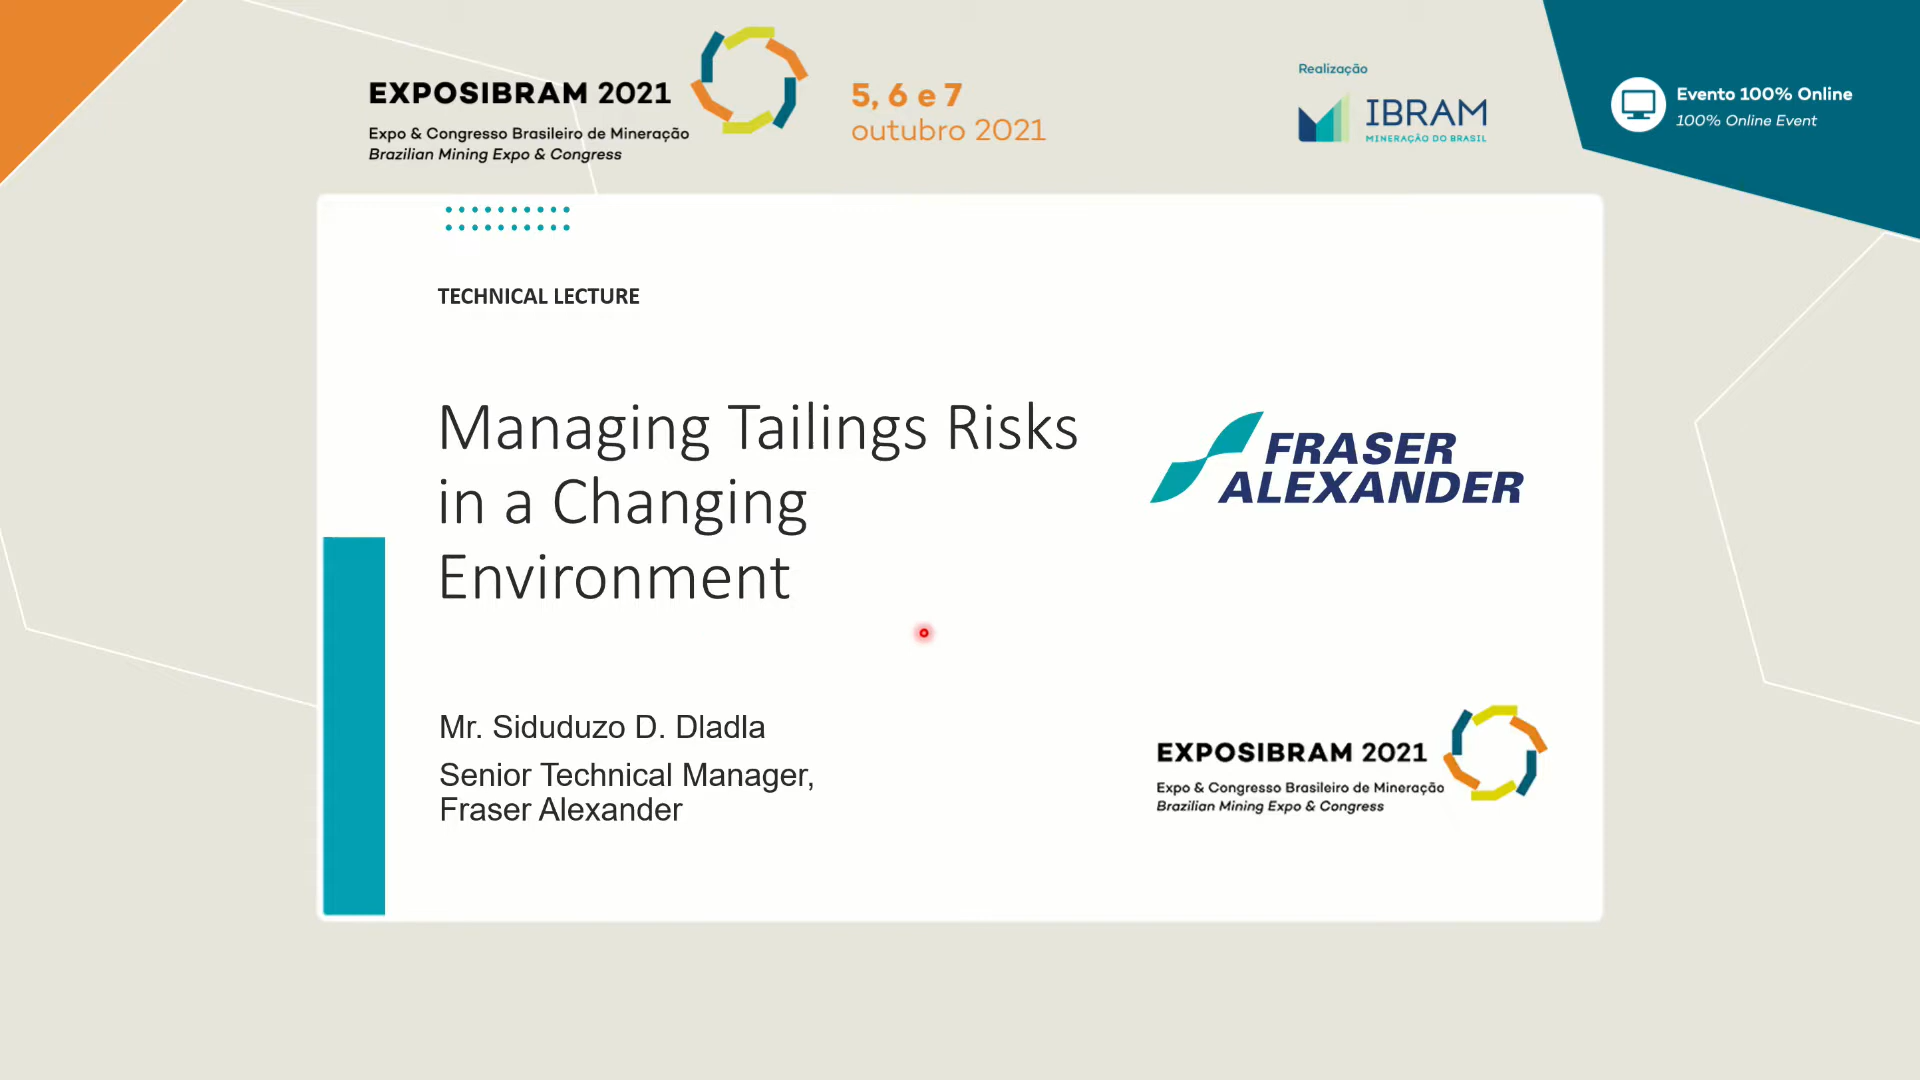 EXPOSIBRAM 2021
Expo & Congresso Brasileiro de Mineração
Brazilian Mining Expo & Congress
5, 6 e 7
outubro 2021
Realização
IBRAM
MINERAÇÃO DO BRASIL
Evento 100% Online
100% Online Event
TECHNICAL LECTURE
Managing Tailings Risks
in a Changing
Environment
FRASER
ALEXANDER
Mr. Siduduzo D. Dladla
Senior Technical Manager,
Fraser Alexander
EXPOSIBRAM 2021
Expo & Congresso Brasileiro de Mineração
Brazilian Mining Expo & Congress